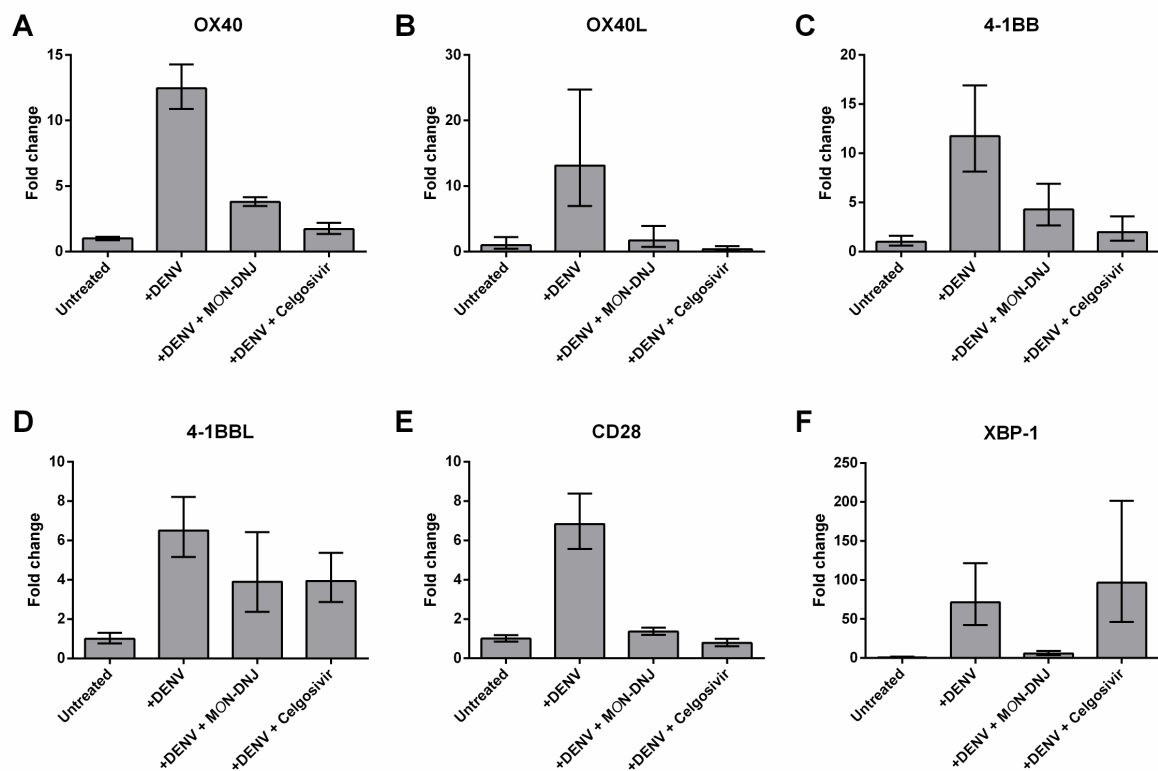 A
OX40
Fold change
15
10
5
0
Untreated
+DENV
+DENV + MON-DNJ
+DENV + Celgosivir
B
OX40L
Fold change
30
20
10
0
Untreated
+DENV
+DENV + MON-DNJ
+DENV + Celgosivir
C
4-1BB
Fold change
20
15
10
5
0
Untreated
+DENV
+DENV + MON-DNJ
+DENV + Celgosivir
D
4-1BBL
Fold change
10
8
6
4
2
0
Untreated
+DENV
+DENV + MON-DNJ
+DENV + Celgosivir
E
CD28
Fold change
10
8
6
4
2
0
Untreated
+DENV
+DENV + MON-DNJ
+DENV + Celgosivir
F
XBP-1
Fold change
250
200
150
100
50
0
Untreated
+DENV
+DENV + MON-DNJ
+DENV + Celgosivir